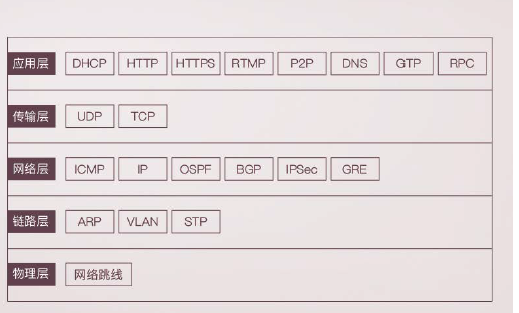 应用层 DHCP HTTP HTTPS RTMP P2P DNS GTP RPC
传输层 UDP TCP
网络层 ICMP IP OSPF BGP IPSec GRE
链路层 ARP VLAN STP
物理层 网络跳线